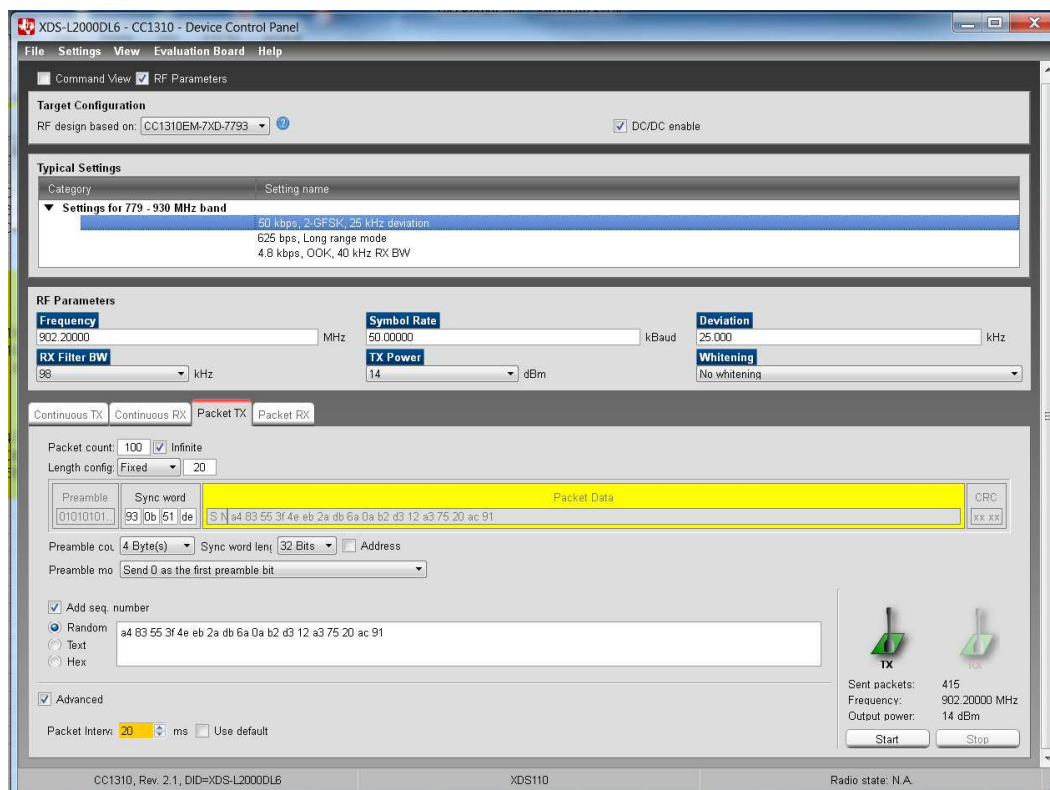 XDS-L2000DL6 - CC1310 - Device Control Panel
File Settings View Evaluation Board Help
Command View RF Parameters
Target Configuration
RF design based on: CC1310EM-7XD-7793 DC/DC enable
Typical Settings
Category Setting name
Settings for 779 - 930 MHz band
50 kbps, 2-GFSK, 25 kHz deviation
625 bps, Long range mode
4.8 kbps, OOK, 40 kHz RX BW
RF Parameters
Frequency Symbol Rate Deviation
902.20000 MHz 50.00000 kBaud 25.000 kHz
RX Filter BW TX Power Whitening
98 kHz 14 dBm No whitening
Continuous TX Continuous RX Packet TX Packet RX
Packet count: 100 Infinite
Length config: Fixed 20
Preamble Sync word Packet Data CRC
01010101.. 93 0b 51 de S N a4 83 55 3f 4e eb 2a db 6a 0a b2 d3 12 a3 75 20 ac 91 xx xx
Preamble cou 4 Byte(s) Sync word leng 32 Bits Address
Preamble mo Send 0 as the first preamble bit
Add seq. number
Random a4 83 55 3f 4e eb 2a db 6a 0a b2 d3 12 a3 75 20 ac 91
Text
Hex
TX RX
Sent packets: 415
Advanced
Frequency: 902.20000 MHz
Output power: 14 dBm
Packet Interva 20 ms Use default
Start Stop
CC1310, Rev. 2.1, DID=XDS-L2000DL6 XDS110 Radio state: N.A.